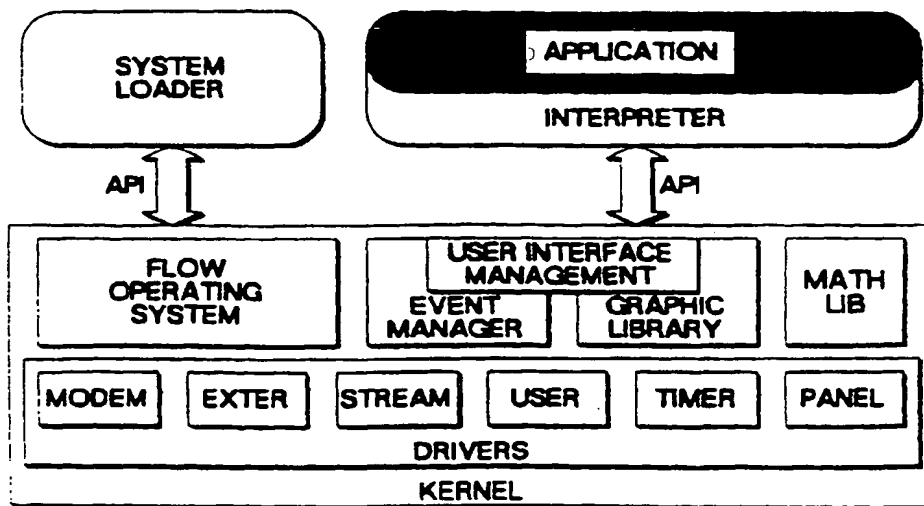 SYSTEM
LOADER
APPLICATION
INTERPRETER
API
API
FLOW
OPERATING
SYSTEM
USER INTERFACE
MANAGEMENT
EVENT
MANAGER
GRAPHIC
LIBRARY
MATH
LIB
MODEM
EXTER
STREAM
USER
TIMER
PANEL
DRIVERS
KERNEL